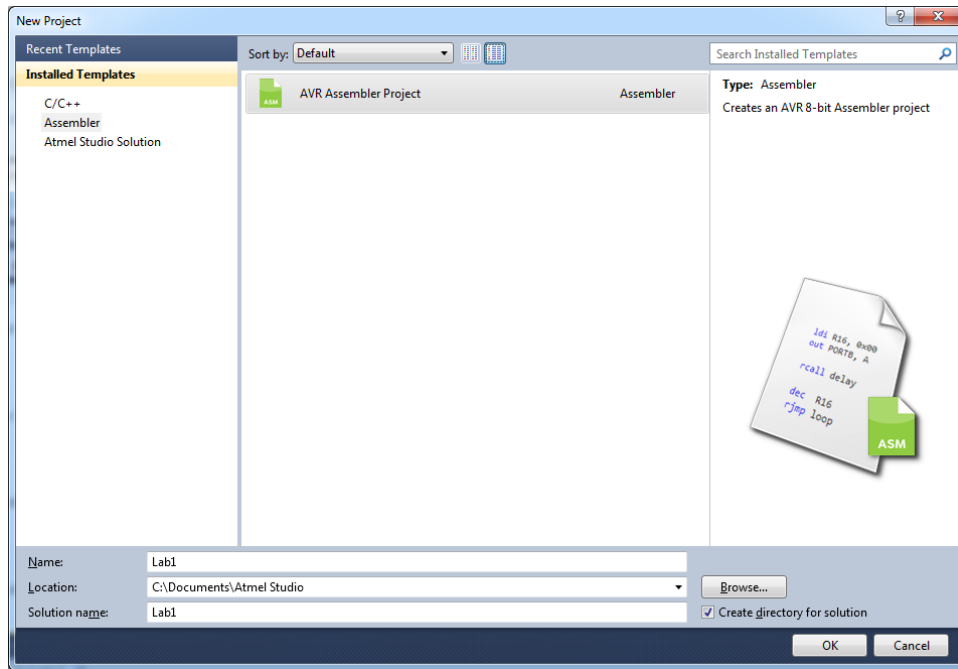 New Project
?
Recent Templates
Installed Templates
C/C++
Assembler
Atmel Studio Solution
Sort by: Default
ASM
AVR Assembler Project Assembler
Search Installed Templates
Type: Assembler
Creates an AVR 8-bit Assembler project
ldi R16, 0x00
out PORTB, A
rcall delay
dec R16
rjmp loop
ASM
Name: Lab1
Location: C:\Documents\Atmel Studio
Browse...
Solution name: Lab1
Create directory for solution
OK Cancel